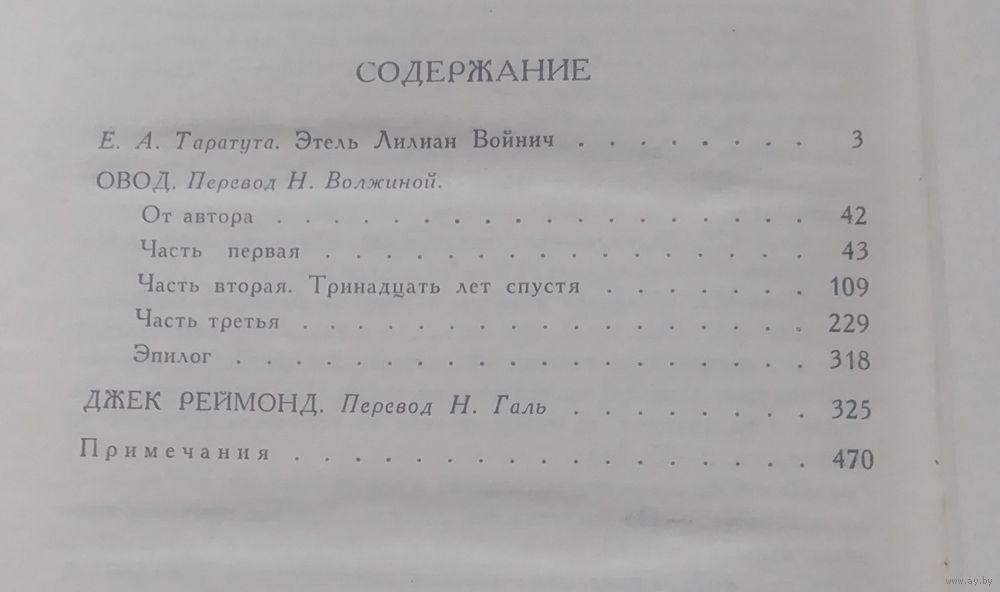 СОДЕРЖАНИЕ
Е. А. Таратута. Этель Лилиан Войнич . . . . . . . . 3
ОВОД. Перевод Н. Волжиной.
От автора . . . . . . . . . . . . . . . . . . 42
Часть первая . . . . . . . . . . . . . . . . . 43
Часть вторая. Тринадцать лет спустя . . . . . . . 109
Часть третья . . . . . . . . . . . . . . . . . 229
Эпилог . . . . . . . . . . . . . . . . . . . . 318
ДЖЕК РЕЙМОНД. Перевод Н. Галь . . . . . . . . 325
Примечания . . . . . . . . . . . . . . . . . 470
www.ay.by